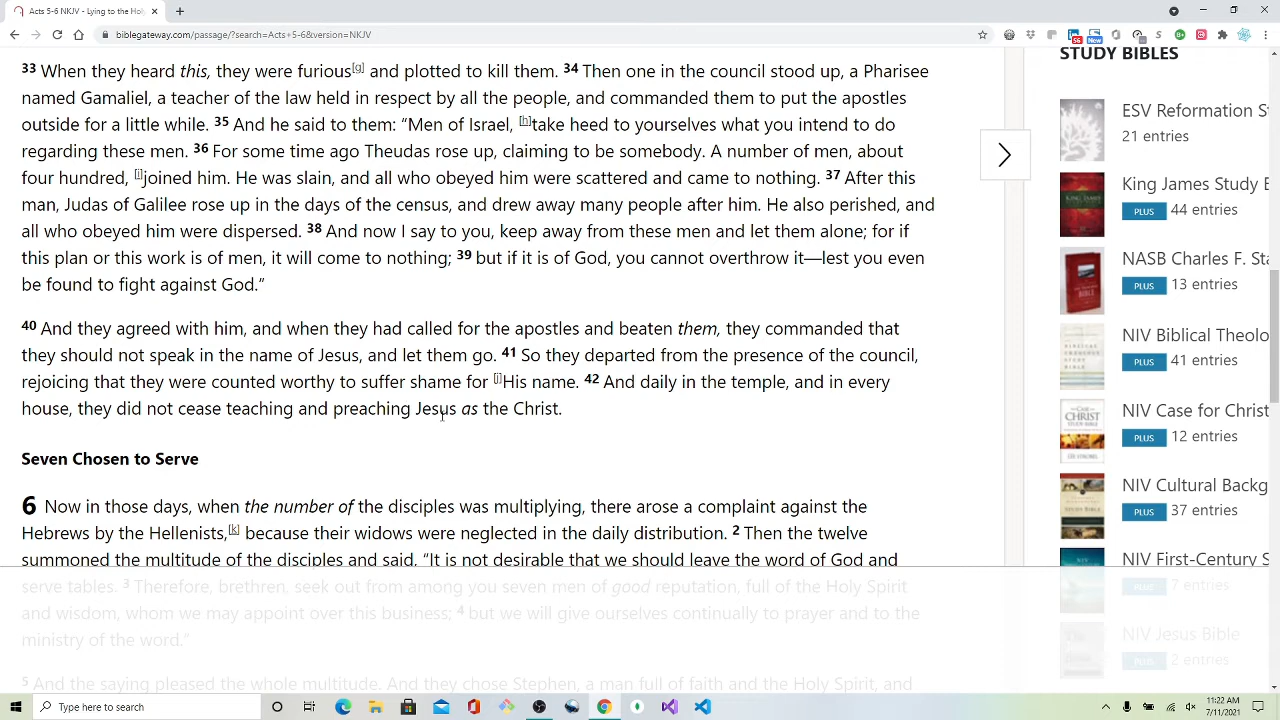 Acts 5-6 NKJV - Lying to the Hol
biblegateway.com/passage/?search=Acts+5-6&version=NKJV
56 New
33 When they heard this, they were furious[g] and plotted to kill them. 34 Then one in the council stood up, a Pharisee
named Gamaliel, a teacher of the law held in respect by all the people, and commanded them to put the apostles
outside for a little while. 35 And he said to them: “Men of Israel, [h]take need to yourselves what you intend to do
regarding these men. 36 For some time ago Theudas rose up, claiming to be somebody. A number of men, about
four hundred, [i]joined him. He was slain, and all who obeyed him were scattered and came to nothing. 37 After this
man, Judas of Galilee rose up in the days of the census, and drew away many people after him. He also perished, and
all who obeyed him were dispersed. 38 And now I say to you, keep away from these men and let them alone; for if
this plan or this work is of men, it will come to nothing; 39 but if it is of God, you cannot overthrow it—lest you even
be found to fight against God.”
40 And they agreed with him, and when they had called for the apostles and beaten them, they commanded that
they should not speak in the name of Jesus, and let them go. 41 So they departed from the presence of the council,
rejoicing that they were counted worthy to suffer shame for [j]His name. 42 And daily in the temple, and in every
house, they did not cease teaching and preaching Jesus as the Christ.
Seven Chosen to Serve
6 Now in those days, when the number of the disciples was multiplying, there arose a complaint against the
Hebrews by the Hellenists,[a] because their widows were neglected in the daily distribution. 2 Then the twelve
summoned the multitude of the disciples and said, “It is not desirable that we should leave the word of God and
serve tables. 3 Therefore, brethren, seek out from among you seven men of good reputation, full of the Holy Spirit
and wisdom, whom we may appoint over this business; 4 but we will give ourselves continually to prayer and to the
ministry of the word.”
5 And the saying pleased the whole multitude. And they chose Stephen, a man full of faith and the Holy Spirit, and
STUDY BIBLES
ESV Reformation S
21 entries
King James Study B
PLUS 44 entries
NASB Charles F. Sta
PLUS 13 entries
NIV Biblical Theolo
PLUS 41 entries
NIV Case for Christ
PLUS 12 entries
NIV Cultural Backg
PLUS 37 entries
NIV First-Century S
PLUS 7 entries
NIV Jesus Bible
PLUS 2 entries
Type here to search
11:22 AM
7/11/2021